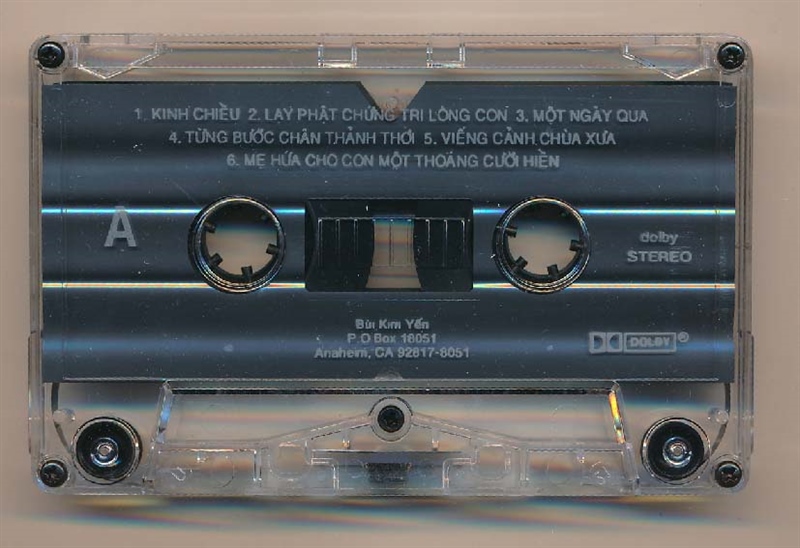 1. KINH CHIỀU 2. LẠY PHẬT CHỨNG TRI LÒNG CON 3. MỘT NGÀY QUA
4. TỪNG BƯỚC CHÂN THẢNH THƠI 5. VIẾNG CẢNH CHÙA XƯA
6. MẸ HỨA CHO CON MỘT THOÁNG CƯỜI HIỀN
A
dolby
STEREO
Bùi Kim Yến
P O Box 18051
Anaheim, CA 92817-8051
DOLBY ®